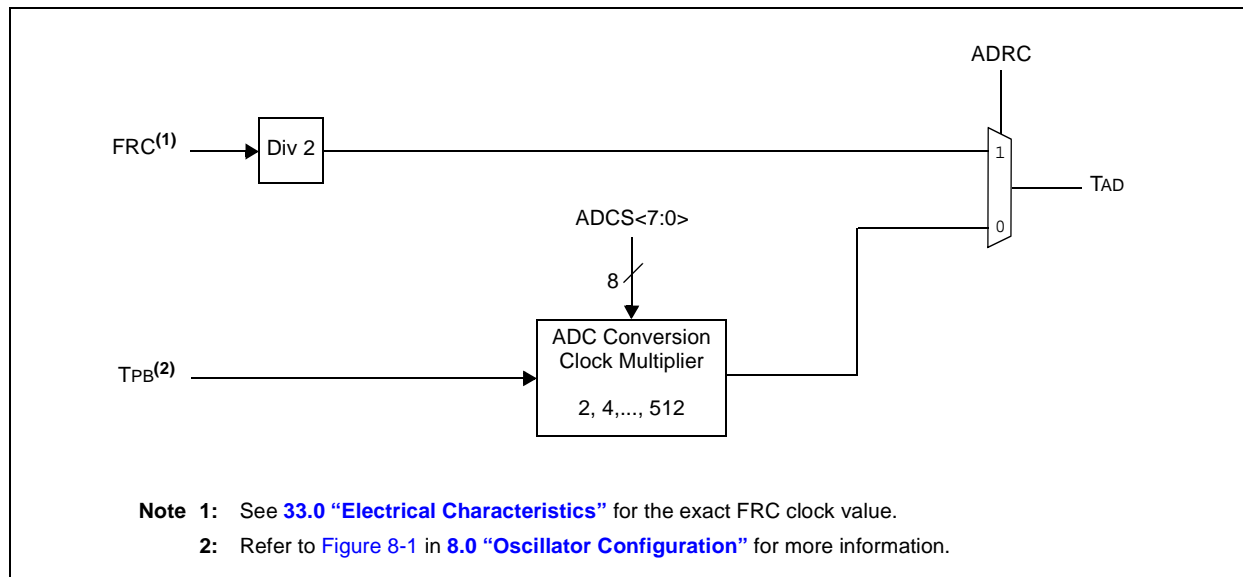 ADRC
FRC(1)
Div 2
1
TAD
ADCS<7:0>
0
8
ADC Conversion
Clock Multiplier
TPB(2)
2, 4,..., 512
Note 1: See 33.0 “Electrical Characteristics” for the exact FRC clock value.
2: Refer to Figure 8-1 in 8.0 “Oscillator Configuration” for more information.